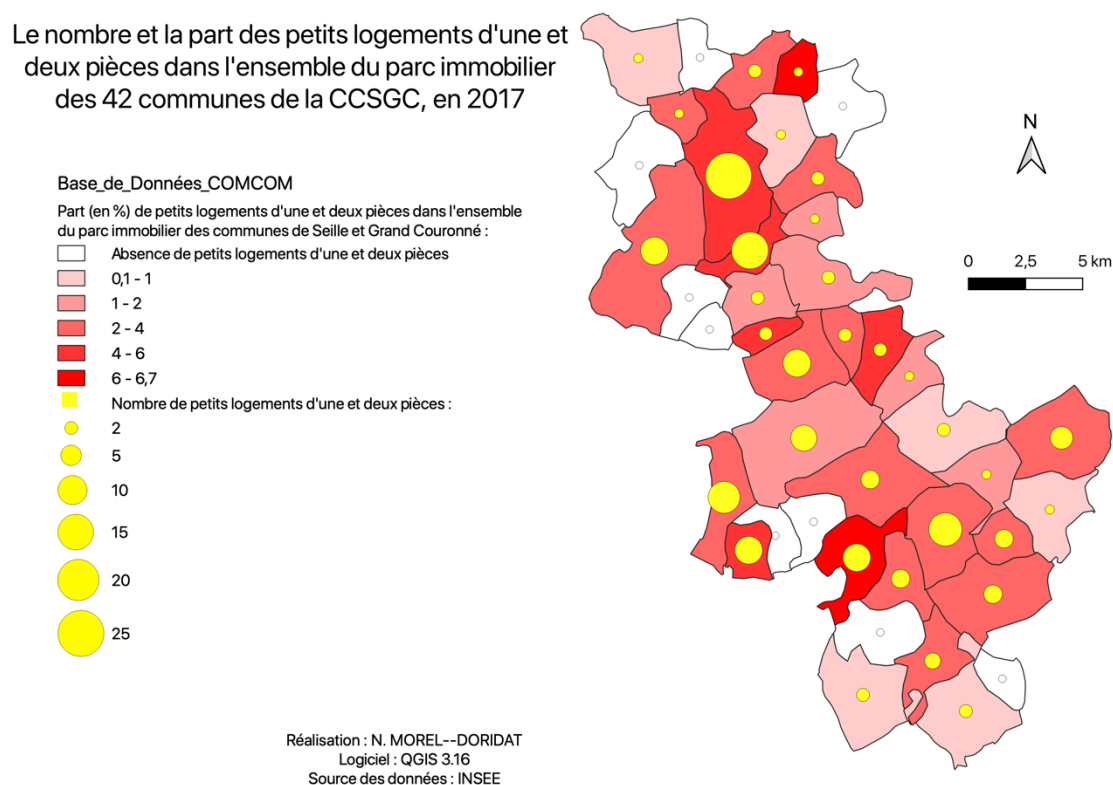 Le nombre et la part des petits logements d'une et
deux pièces dans l'ensemble du parc immobilier
des 42 communes de la CCSGC, en 2017
Base_de_Données_COMCOM
Part (en %) de petits logements d'une et deux pièces dans l'ensemble
du parc immobilier des communes de Seille et Grand Couronné :
Absence de petits logements d'une et deux pièces
0,1 - 1
1 - 2
2 - 4
4 - 6
6 - 6,7
Nombre de petits logements d'une et deux pièces :
2
5
10
15
20
25
N
0 2,5 5 km
Réalisation : N. MOREL--DORIDAT
Logiciel : QGIS 3.16
Source des données : INSEE